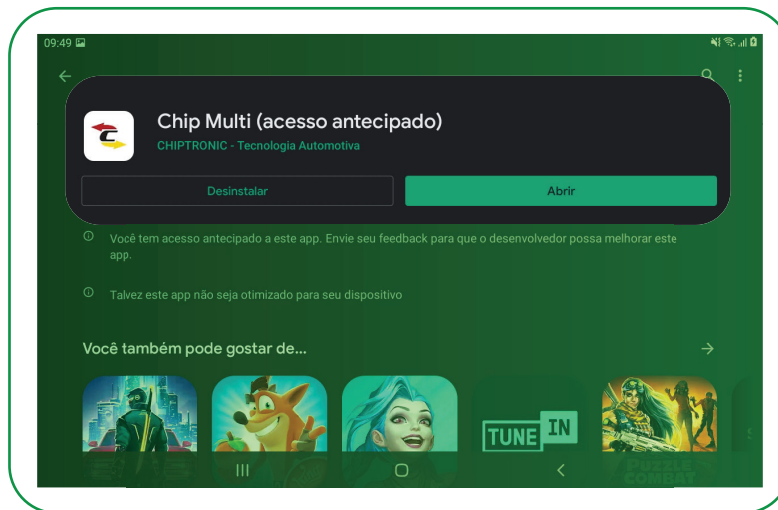 09:49
Chip Multi (acesso antecipado)
CHIPTRONIC - Tecnologia Automotiva
Desinstalar
Abrir
Você tem acesso antecipado a este app. Envie seu feedback para que o desenvolvedor possa melhorar este
app.
Talvez este app não seja otimizado para seu dispositivo
Você também pode gostar de...
TUNE IN
PUZZLE
COMBAT